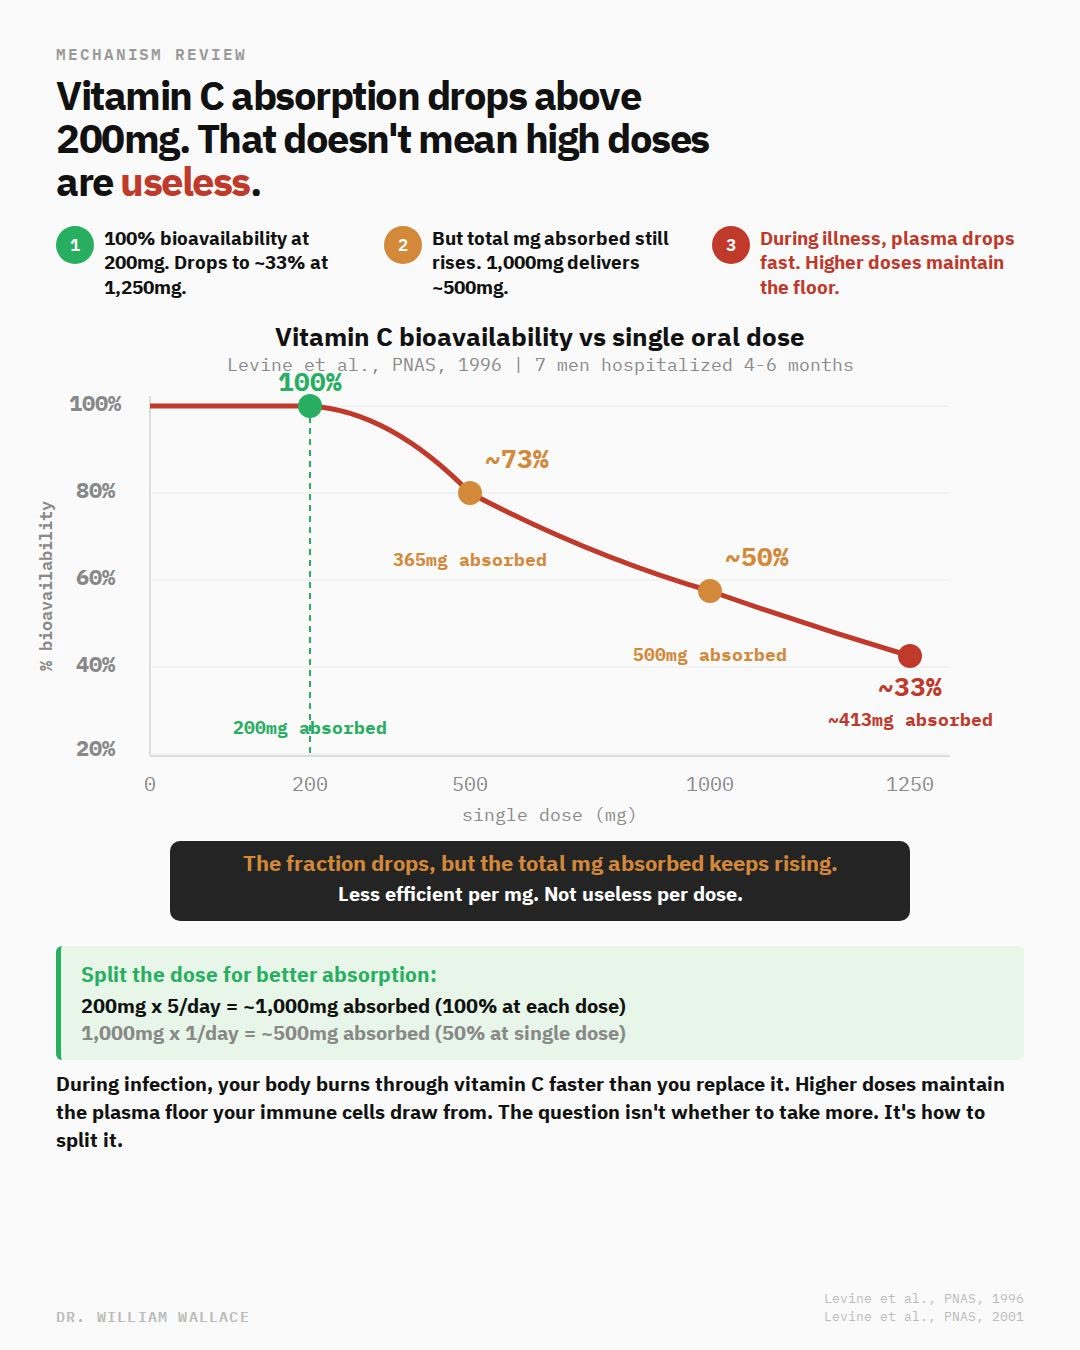 MECHANISM REVIEW
Vitamin C absorption drops above
200mg. That doesn't mean high doses
are useless.
1
100% bioavailability at
200mg. Drops to ~33% at
1,250mg.
2
But total mg absorbed still
rises. 1,000mg delivers
~500mg.
3
During illness, plasma drops
fast. Higher doses maintain
the floor.
Vitamin C bioavailability vs single oral dose
Levine et al., PNAS, 1996 | 7 men hospitalized 4-6 months
100%
100%
~73%
80%
365mg absorbed
~50%
60%
500mg absorbed
40%
~33%
~413mg absorbed
200mg absorbed
20%
% bioavailability
0 200 500 1000 1250
single dose (mg)
The fraction drops, but the total mg absorbed keeps rising.
Less efficient per mg. Not useless per dose.
Split the dose for better absorption:
200mg x 5/day = ~1,000mg absorbed (100% at each dose)
1,000mg x 1/day = ~500mg absorbed (50% at single dose)
During infection, your body burns through vitamin C faster than you replace it. Higher doses maintain
the plasma floor your immune cells draw from. The question isn't whether to take more. It's how to
split it.
DR. WILLIAM WALLACE
Levine et al., PNAS, 1996
Levine et al., PNAS, 2001